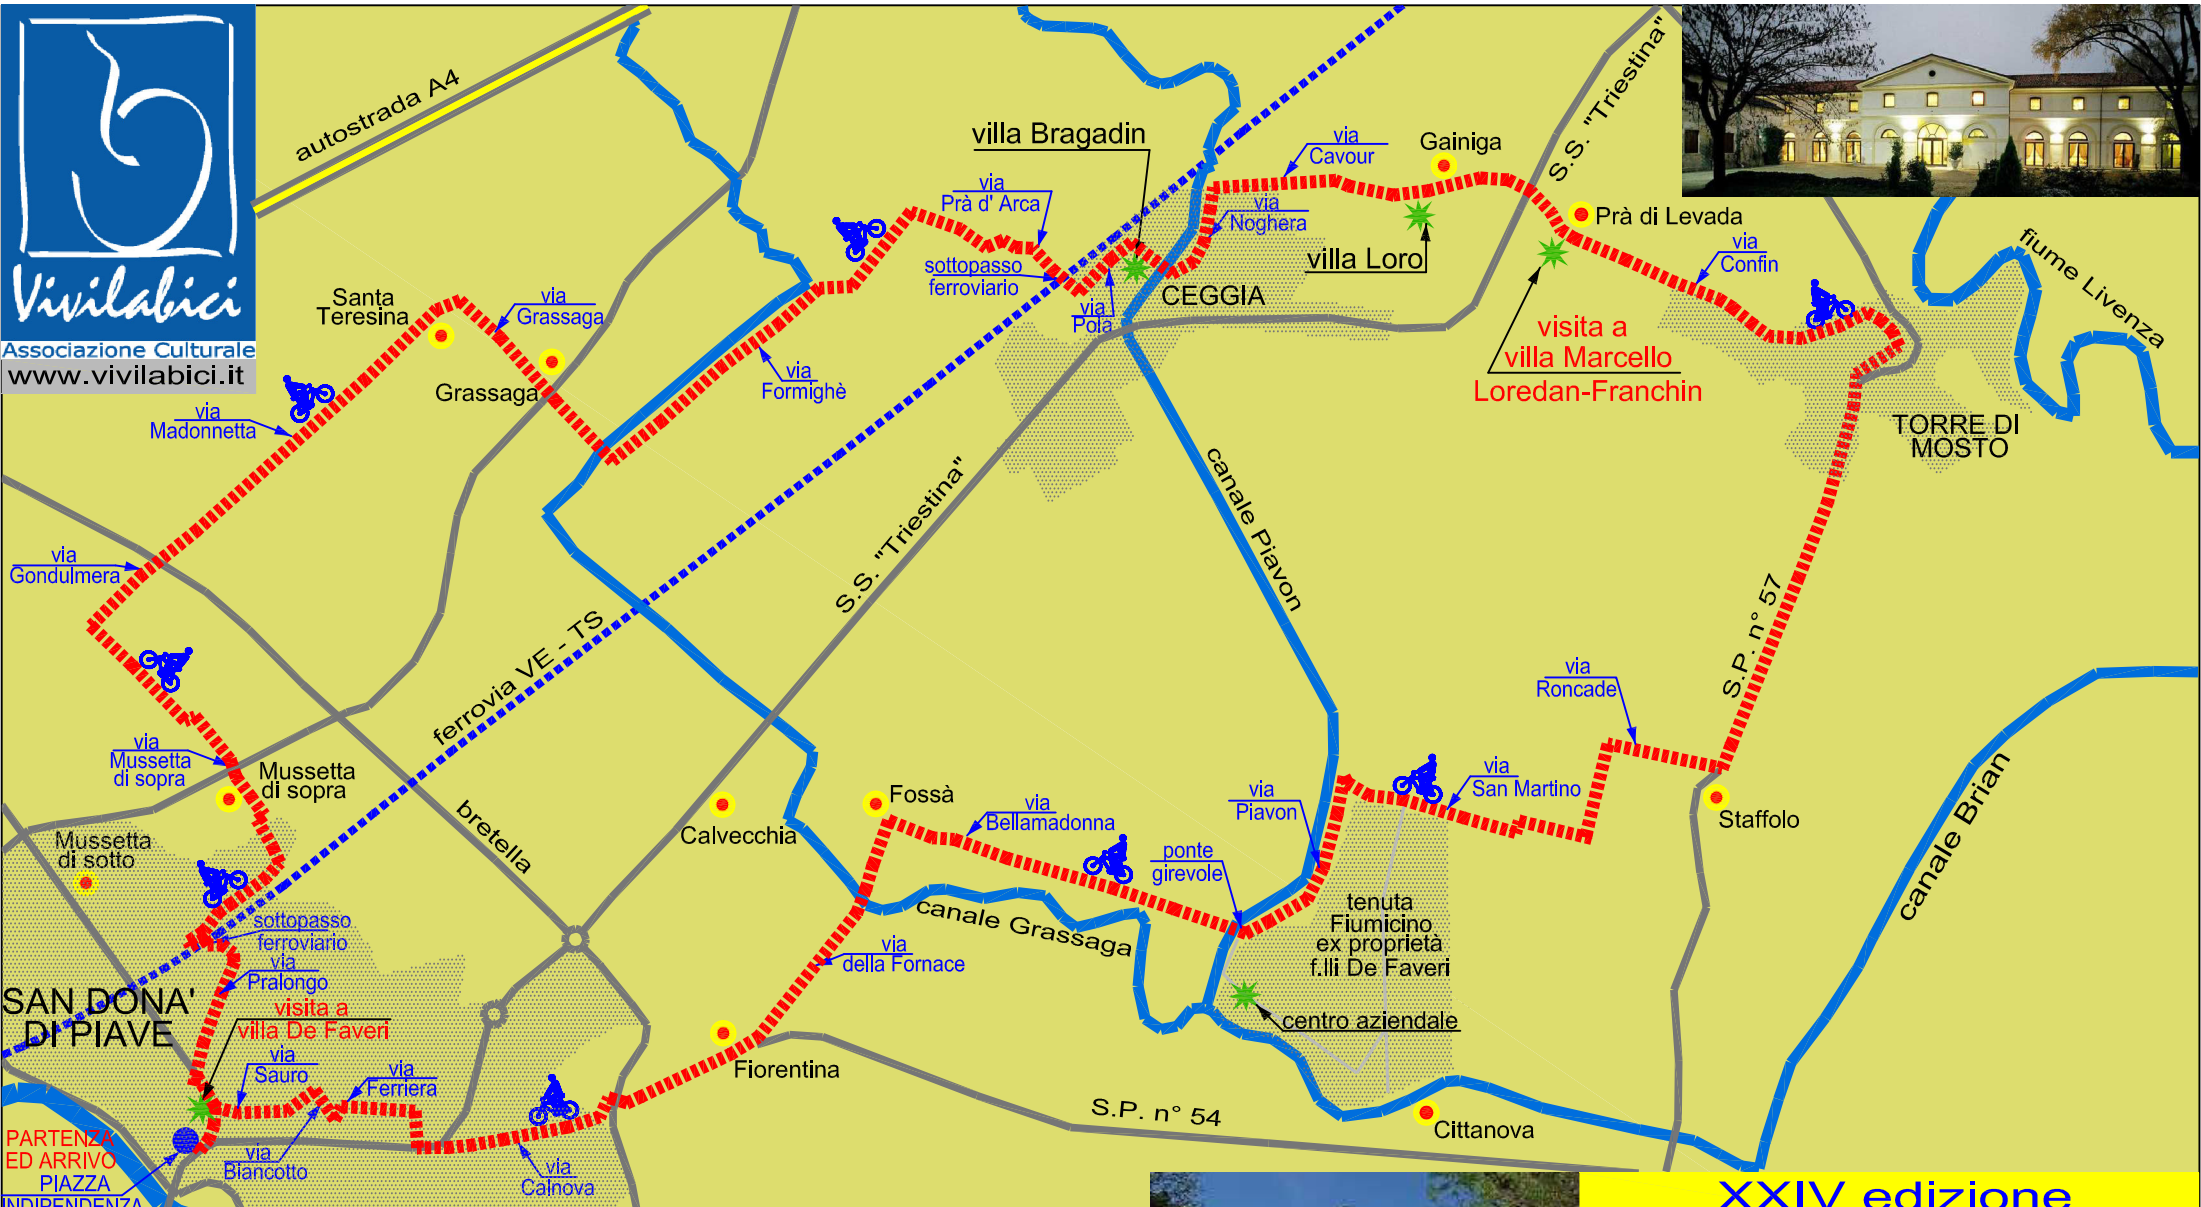 Vivilabici
Associazione Culturale
www.vivilabici.it
autostrada A4
villa Bragadin
via
Cavour
Gainiga
S.S. "Triestina"
via
Prà d' Arca
via
Noghera
Prà di Levada
via
Confin
fiume Livenza
sottopasso
ferroviario
villa Loro
Santa
Teresina
via
Grassaga
via
Pola
CEGGIA
visita a
villa Marcello
Loredan-Franchin
Grassaga
via
Formighè
via
Madonnetta
TORRE DI
MOSTO
S.S. "Triestina"
canale Piavon
via
Gondulmera
ferrovia VE - TS
S.P. n° 57
via
Roncade
via
Mussetta
di sopra
Mussetta
di sopra
bretella
Calvecchia
Fossà
via
Bellamadonna
via
Piavon
via
San Martino
Staffolo
canale Brian
Mussetta
di sotto
ponte
girevole
sottopasso
ferroviario
canale Grassaga
tenuta
Fiumicino
ex proprietà
f.lli De Faveri
via
della Fornace
via
Pralongo
SAN DONA'
DI PIAVE
visita a
villa De Faveri
centro aziendale
via
Sauro
via
Ferriera
Fiorentina
S.P. n° 54
Cittanova
PARTENZA
ED ARRIVO
PIAZZA
INDIPENDENZA
via
Biancotto
via
Calnova
XXIV edizione